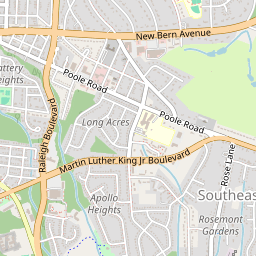 New Bern Avenue
attery
Heights
Poole Road
Raleigh Boulevard
Long Acres
Poole Road
Martin Luther King Jr Boulevard
Rose Lane
Apollo
Heights
Southeas
Rosemont
Gardens